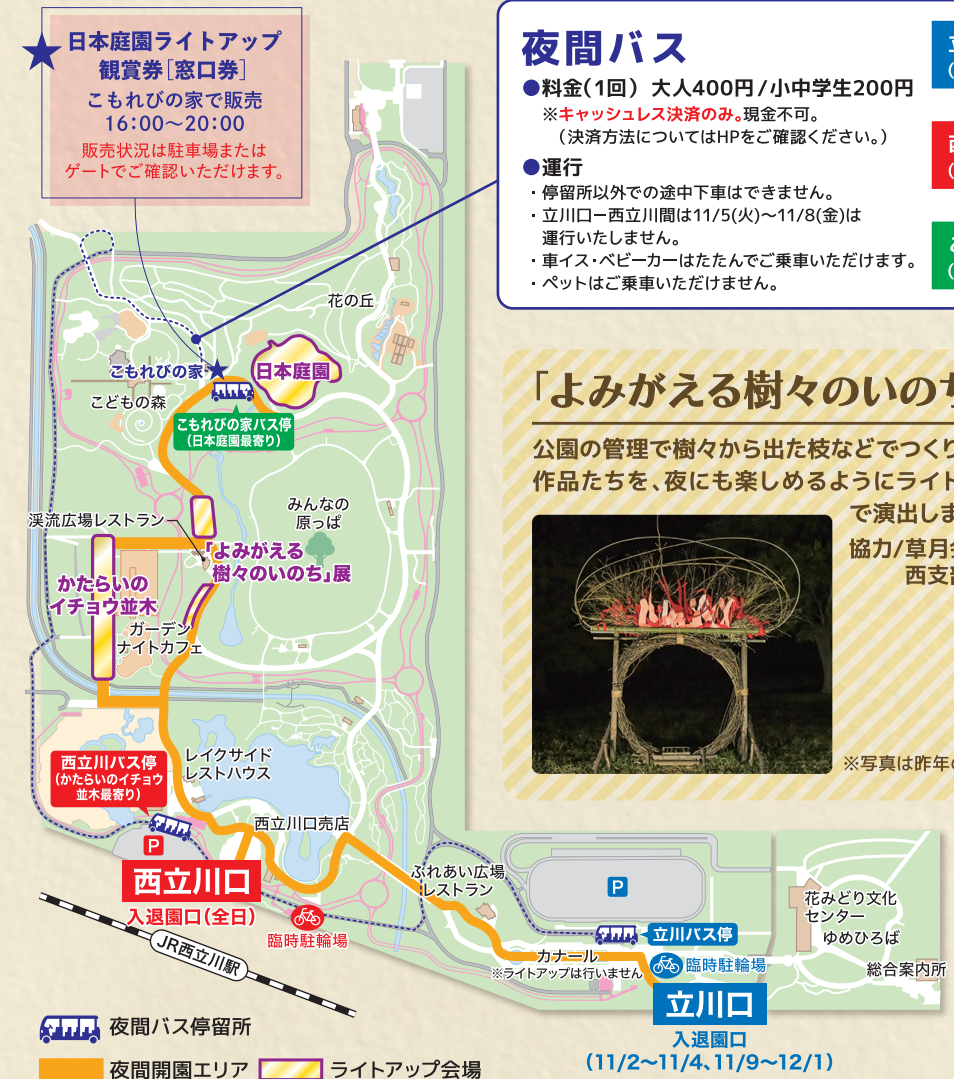 日本庭園ライトアップ
観賞券[窓口券]
こもれびの家で販売
16:00〜20:00
販売状況は駐車場または
ゲートでご確認いただけます。
夜間バス
●料金(1回) 大人400円/小中学生200円
※キャッシュレス決済のみ。現金不可。
(決済方法についてはHPをご確認ください。)
●運行
・停留所以外での途中下車はできません。
・立川口ー西立川間は11/5(火)〜11/8(金)は
運行いたしません。
・車イス・ベビーカーはたたんでご乗車いただけます。
・ペットはご乗車いただけません。
花の丘
こもれびの家
日本庭園
こどもの森
こもれびの家バス停
(日本庭園最寄り)
みんなの
原っぱ
渓流広場レストラン
「よみがえる
樹々のいのち」展
かたらいの
イチョウ並木
ガーデン
ナイトカフェ
西立川バス停
(かたらいのイチョウ
並木最寄り)
レイクサイド
レストハウス
西立川口売店
P
西立川口
入退園口(全日)
臨時駐輪場
JR西立川駅
ふれあい広場
レストラン
P
立川バス停
カナール
※ライトアップは行いません
臨時駐輪場
立川口
入退園口
(11/2〜11/4、11/9〜12/1)
花みどり文化
センター
ゆめひろば
総合案内所
「よみがえる樹々のいのち
公園の管理で樹々から出た枝などでつくり
作品たちを、夜にも楽しめるようにライト
で演出しま
協力/草月会
西支部
※写真は昨年の
夜間バス停留所
夜間開園エリア
ライトアップ会場